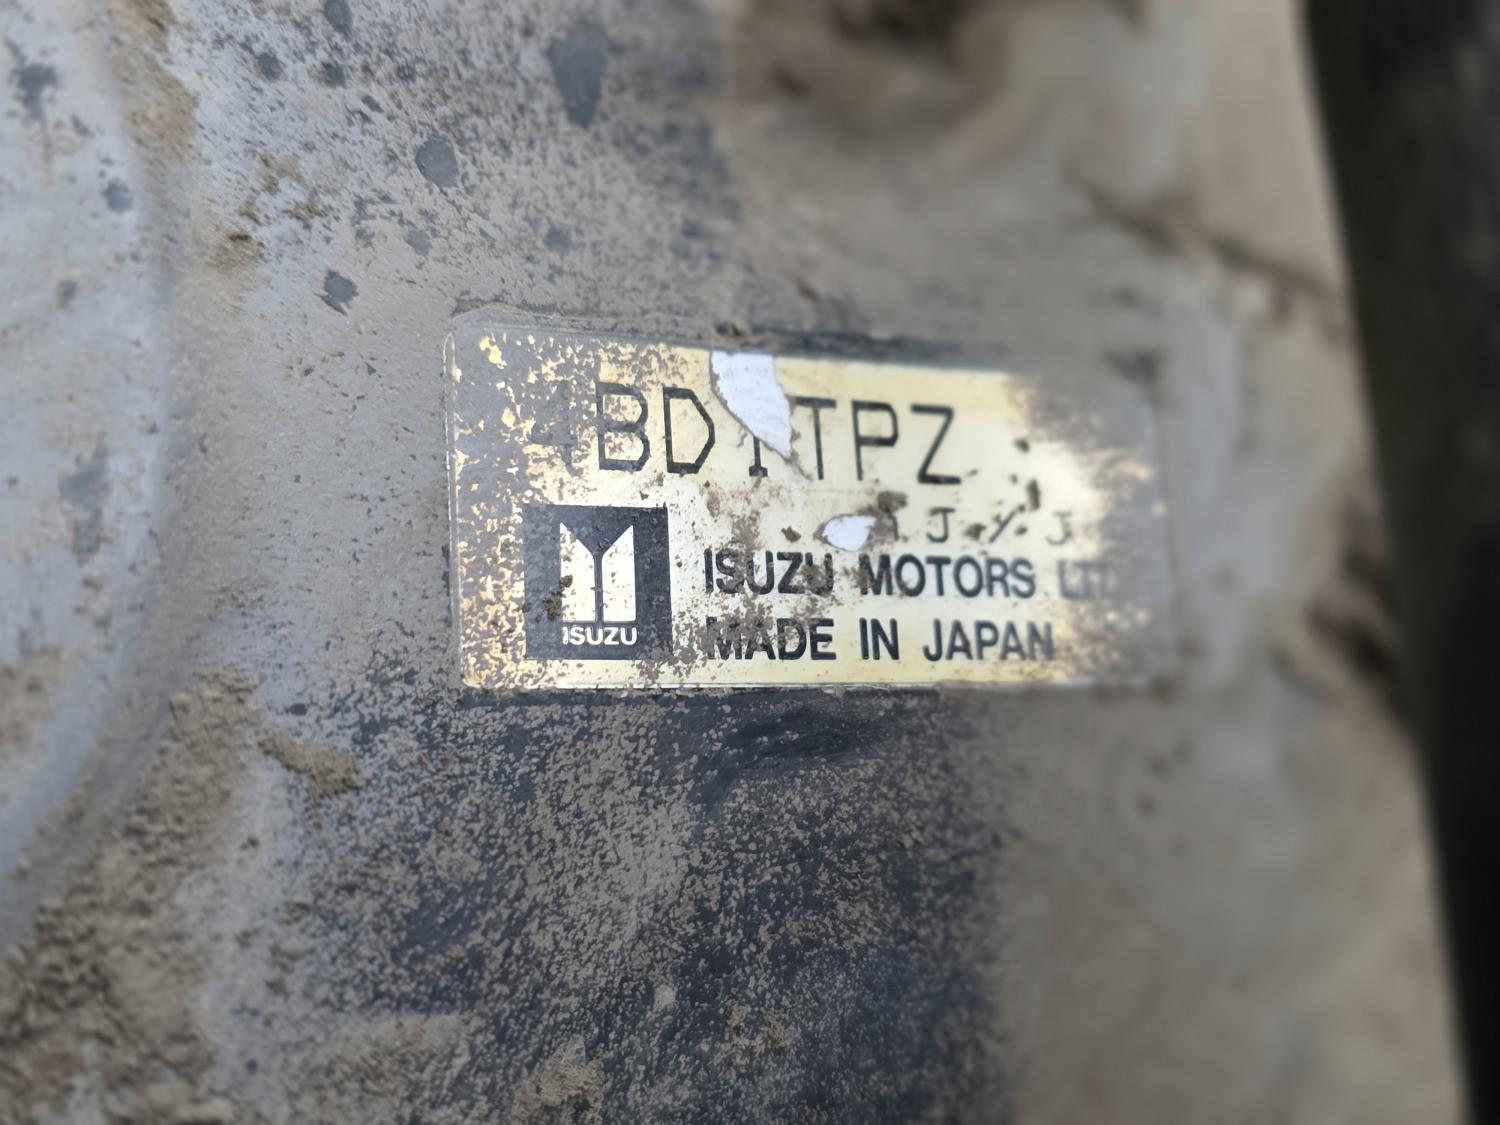 4BD1TPZ
J / J
ISUZU
ISUZU MOTORS LTD
MADE IN JAPAN